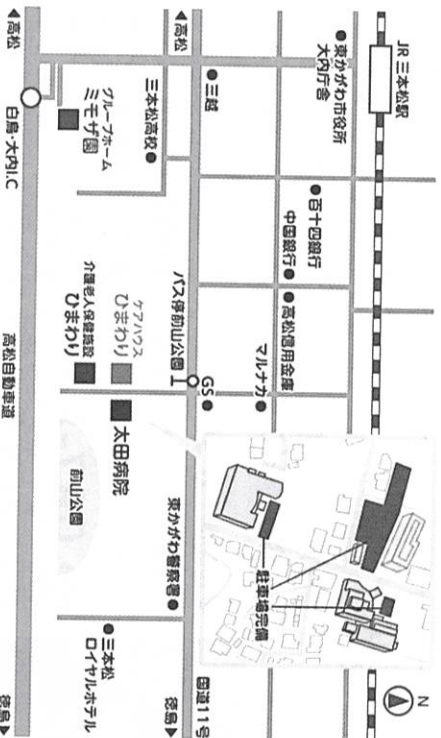 JR 三本松駅
N
東かがわ市役所
大内庁舎
百十四銀行
中国銀行
高松信用金庫
マルナカ
駐車場完備
◀高松
三越
バス停前山公園
GS
国道11号
徳島▶
三本松高校
東かがわ警察署
グループホーム
ミモザ園
ケアハウス
ひまわり
介護老人保健施設
ひまわり
太田病院
前山公園
三本松
ロイヤルホテル
◀高松
白鳥・大内I.C
高松自動車道
徳島▶